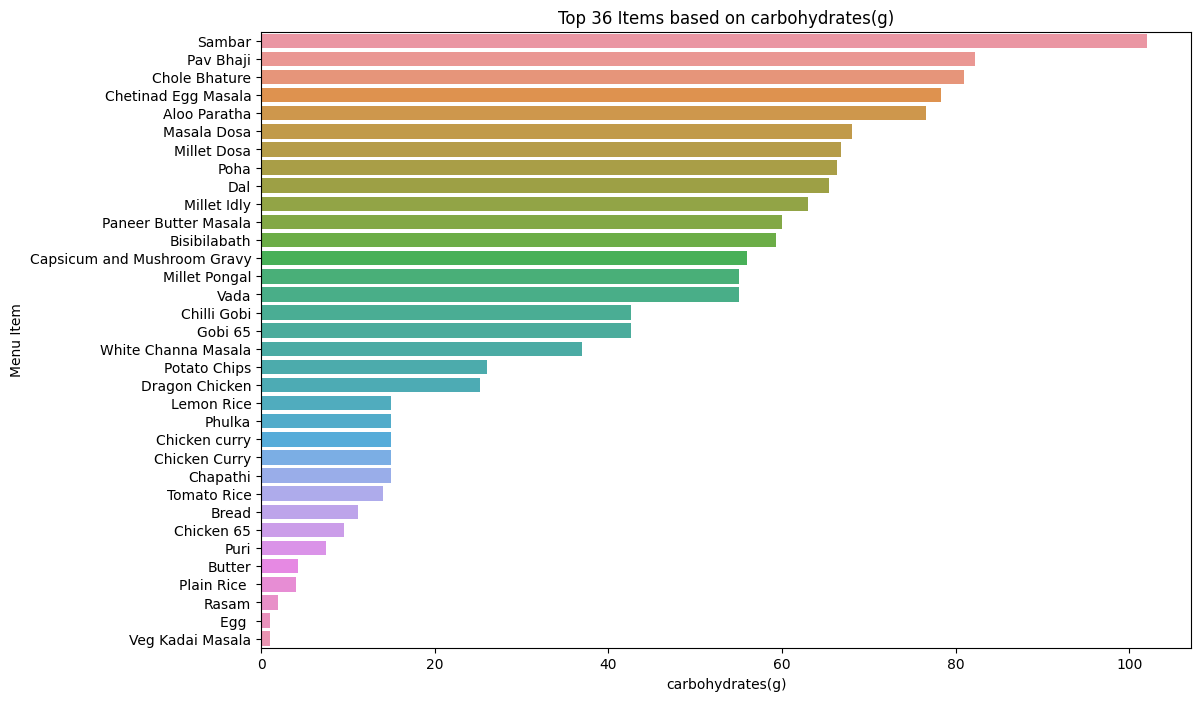 Top 36 Items based on carbohydrates(g)
Sambar
Pav Bhaji
Chole Bhature
Chetinad Egg Masala
Aloo Paratha
Masala Dosa
Millet Dosa
Poha
Dal
Millet Idly
Paneer Butter Masala
Bisibilabath
Capsicum and Mushroom Gravy
Millet Pongal
Vada
Chilli Gobi
Gobi 65
White Channa Masala
Potato Chips
Dragon Chicken
Lemon Rice
Phulka
Chicken curry
Chicken Curry
Chapathi
Tomato Rice
Bread
Chicken 65
Puri
Butter
Plain Rice
Rasam
Egg
Veg Kadai Masala
Menu Item
0 20 40 60 80 100
carbohydrates(g)